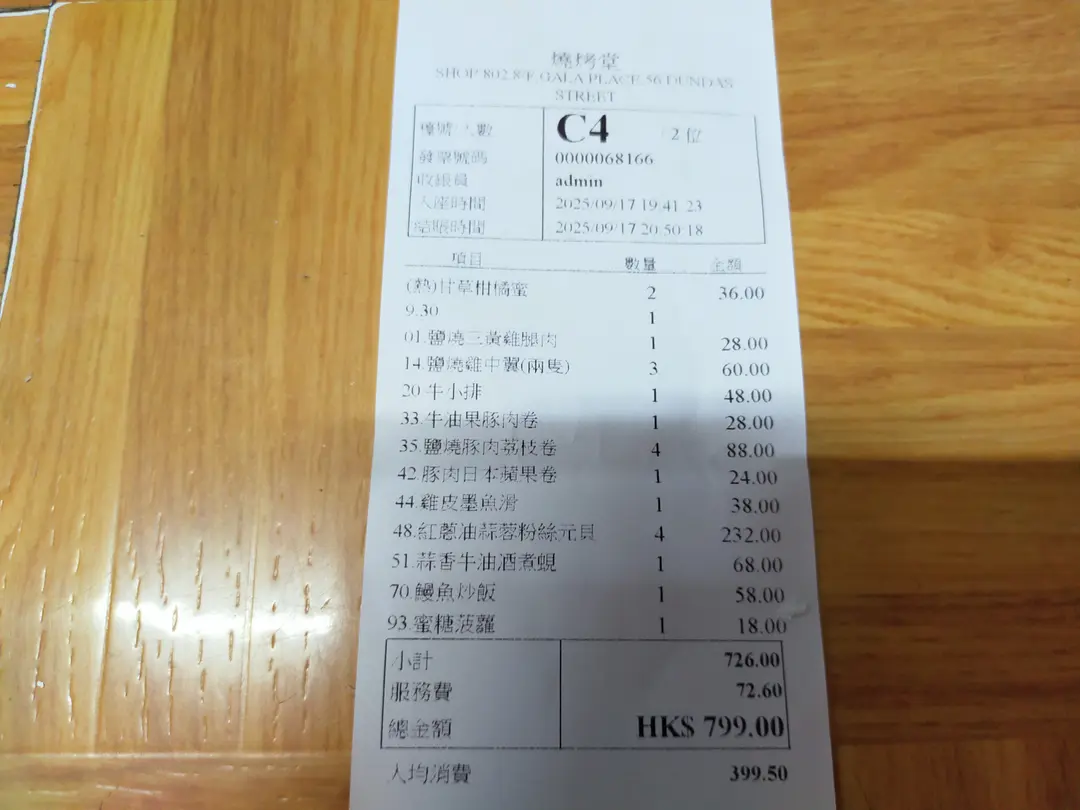 燒烤堂
SHOP 802 8/F, GALA PLACE 56 DUNDAS
STREET
檯號/人數 C4 / 2 位
發票號碼 0000068166
收銀員 admin
入座時間 2025/09/17 19:41:23
結賬時間 2025/09/17 20:50:18
項目 數量 金額
(熱)甘草柑橘蜜 2 36.00
9.30 1
01.鹽燒三黃雞腿肉 1 28.00
14.鹽燒雞中翼(兩隻) 3 60.00
20.牛小排 1 48.00
33.牛油果豚肉卷 1 28.00
35.鹽燒豚肉荔枝卷 4 88.00
42.豚肉日本蘋果卷 1 24.00
44.雞皮墨魚滑 1 38.00
48.紅蔥油蒜蓉粉絲元貝 4 232.00
51.蒜香牛油酒煮蜆 1 68.00
70.鰻魚炒飯 1 58.00
93.蜜糖菠蘿 1 18.00
小計 726.00
服務費 72.60
總金額 HK$ 799.00
人均消費 399.50